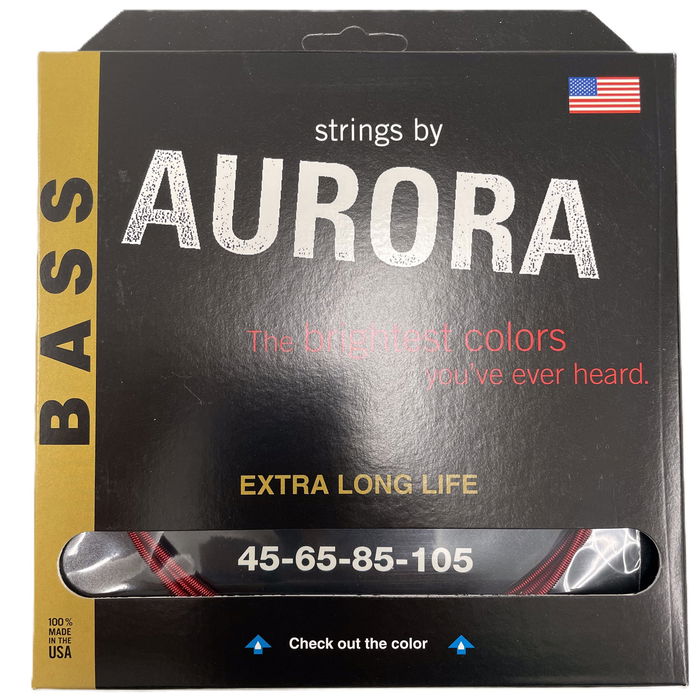 strings by
AURORA
BASS
The brightest colors
you've ever heard.
EXTRA LONG LIFE
45-65-85-105
100%
MADE
IN THE
USA
Check out the color